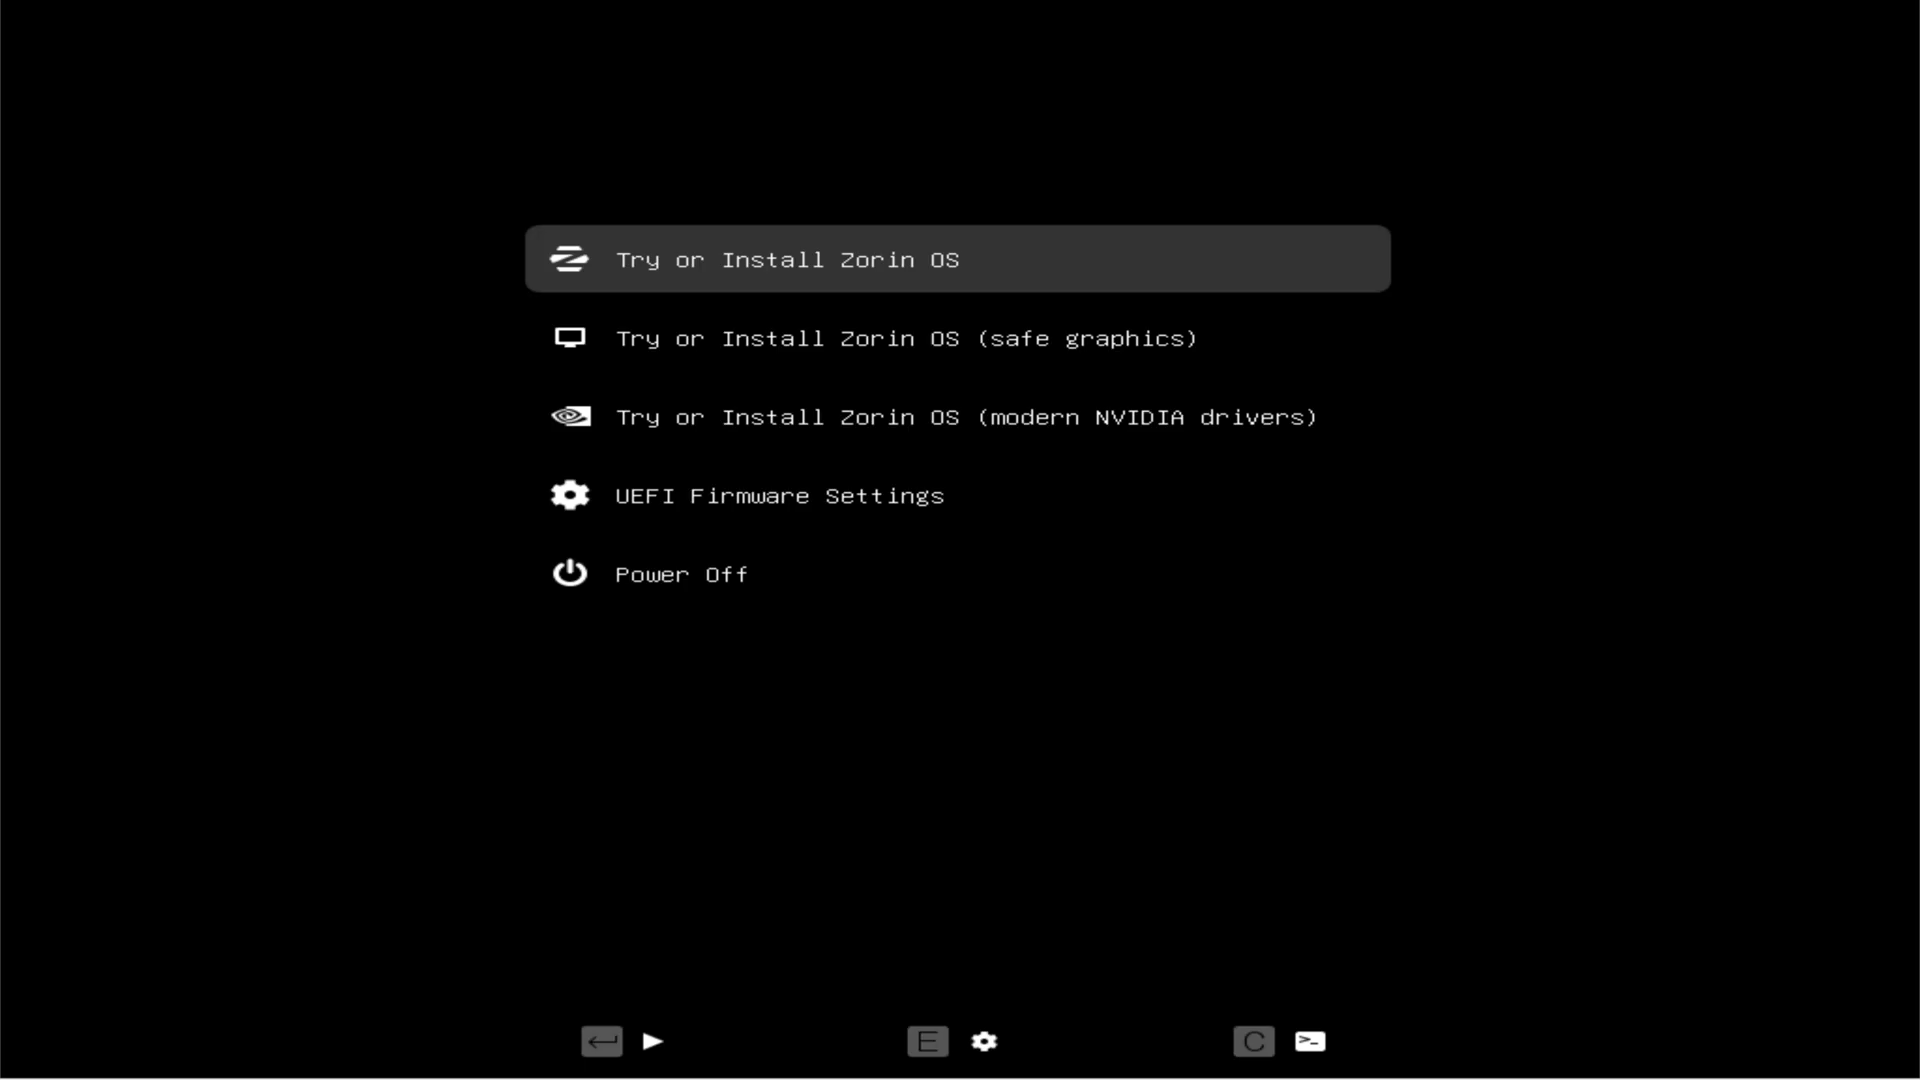 Try or Install Zorin OS
Try or Install Zorin OS (safe graphics)
Try or Install Zorin OS (modern NVIDIA drivers)
UEFI Firmware Settings
Power Off
E
C
>_